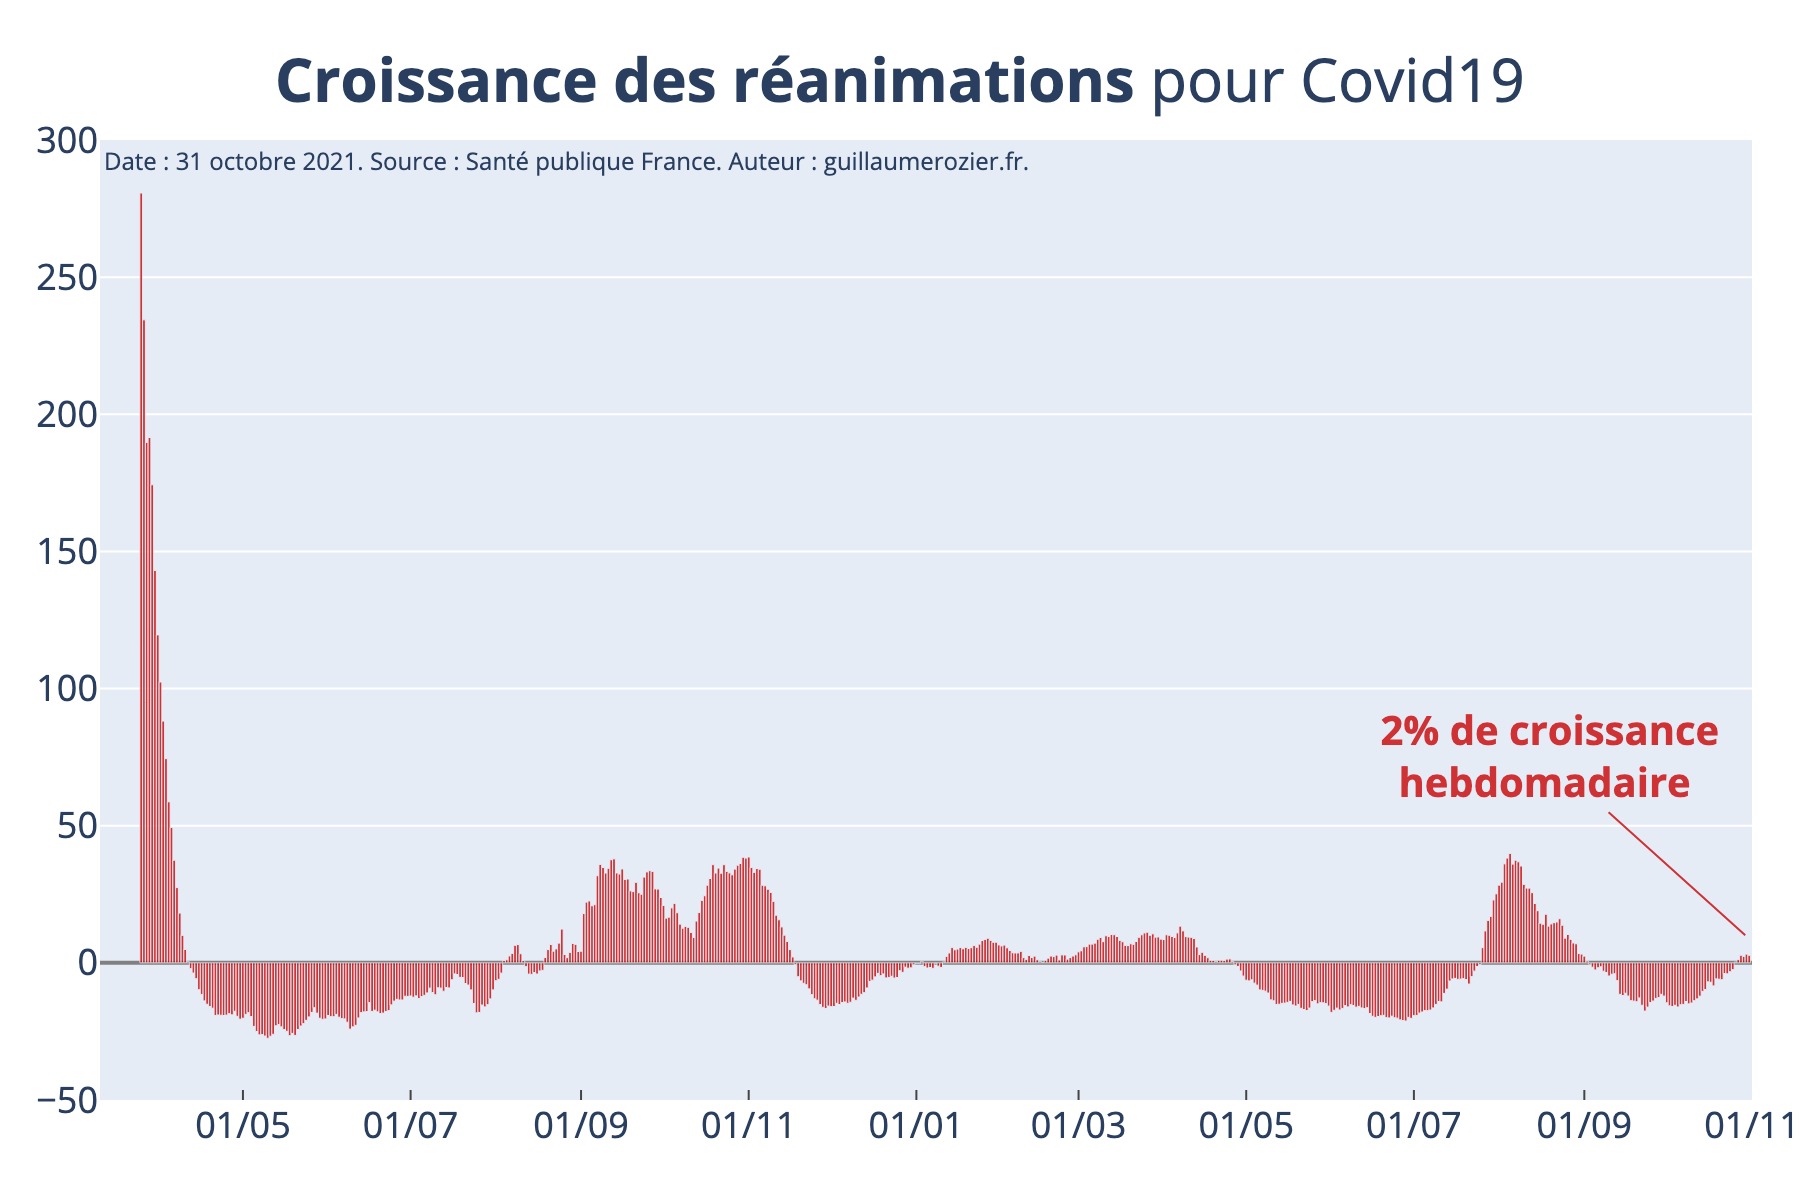 Croissance des réanimations pour Covid19
300
Date : 31 octobre 2021. Source : Santé publique France. Auteur : guillaumerozier.fr.
250
200
150
100
2% de croissance
hebdomadaire
50
0
−50
01/05 01/07 01/09 01/11 01/01 01/03 01/05 01/07 01/09 01/11